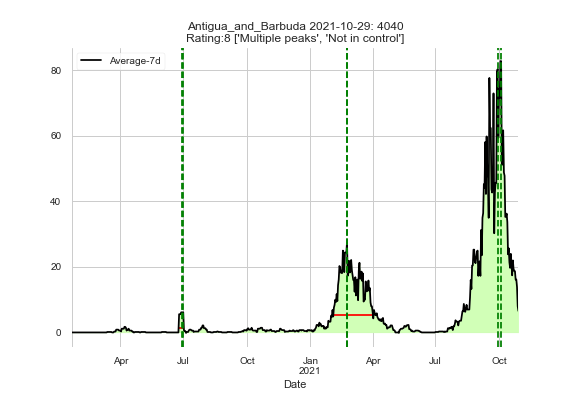 Antigua_and_Barbuda 2021-10-29: 4040
Rating:8 ['Multiple peaks', 'Not in control']
Average-7d
80
60
40
20
0
Apr Jul Oct Jan Apr Jul Oct
2021
Date